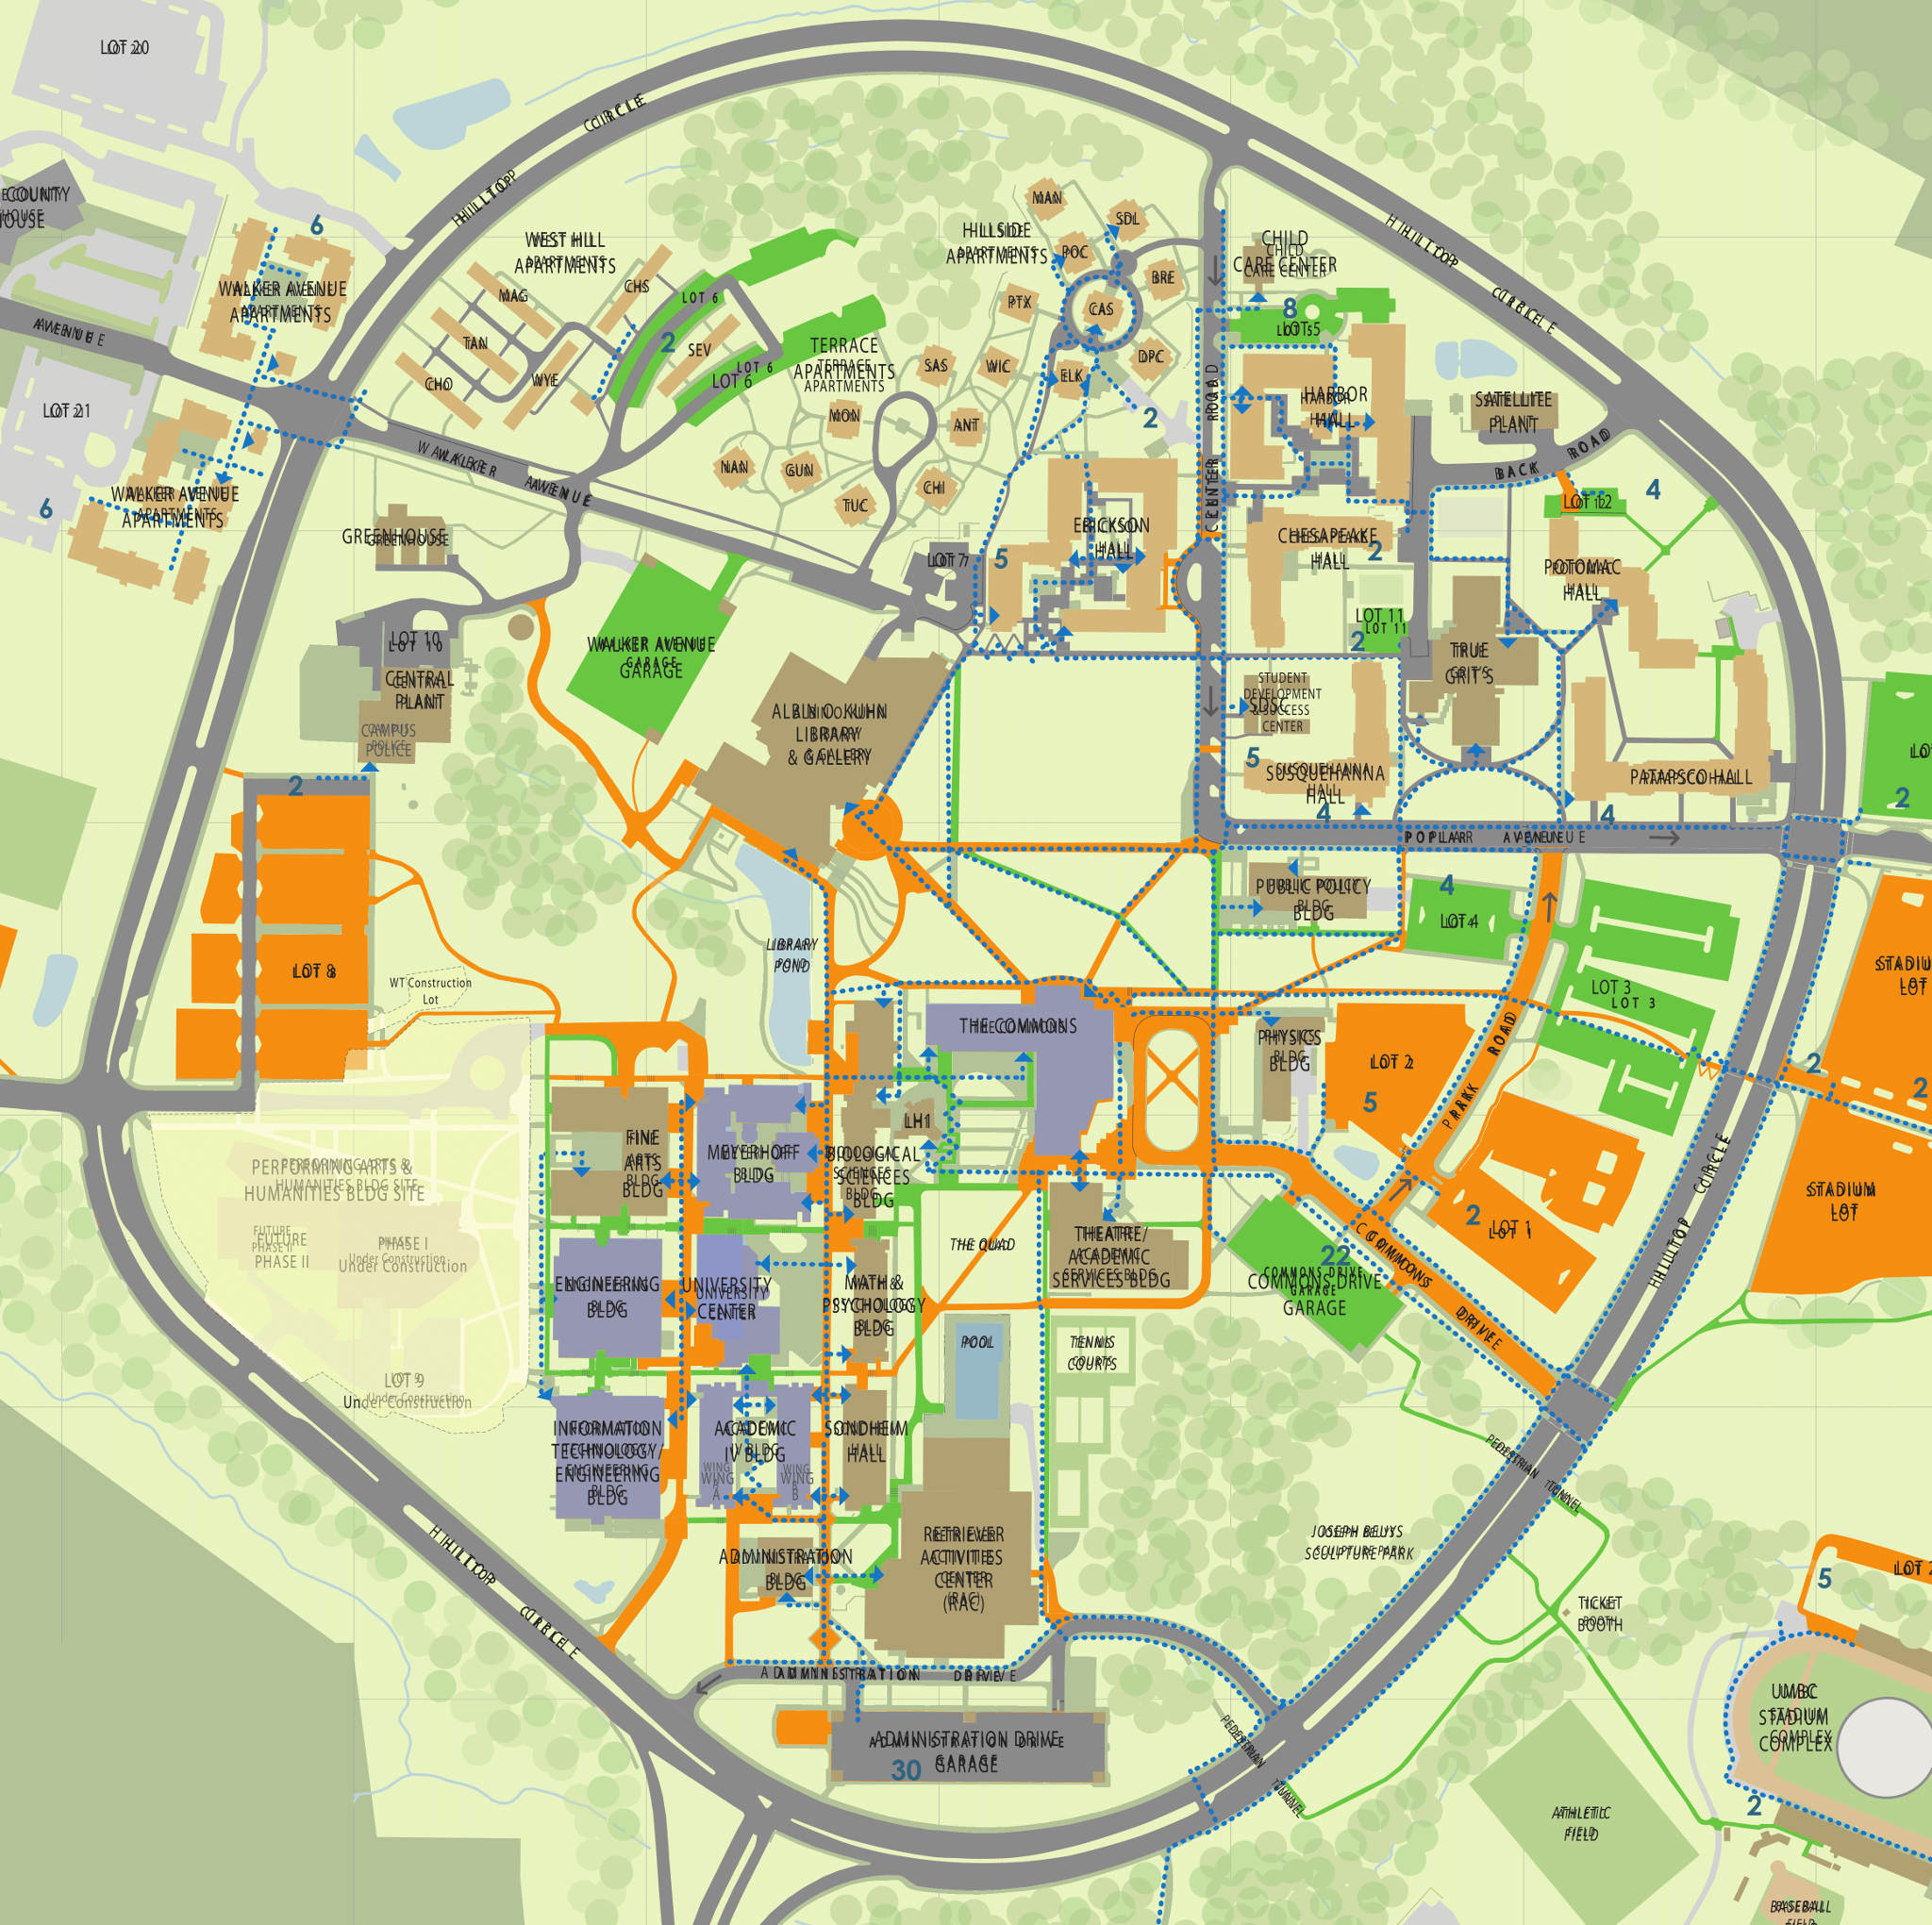 LOT 20
CIRCLE
HILLTOP
COUNTY
HOUSE
6
WALKER AVENUE
APARTMENTS
AVENUE
LOT 21
6
WALKER AVENUE
APARTMENTS
WEST HILL
APARTMENTS
MAG
CHS
TAN
CHO
WYE
LOT 6
2
SEV
LOT 6
LOT 6
TERRACE
APARTMENTS
MON
NAN
GUN
TUC
SAS
WIC
ANT
CHI
HILLSIDE
APARTMENTS
MAN
SDL
POC
BRE
PTX
CAS
DPC
ELK
2
CHILD
CARE CENTER
8
LOT 5
HILLTOP
CIRCLE
CENTER ROAD
HARBOR
HALL
SATELLITE
PLANT
BACK ROAD
4
LOT 12
WALKER AVENUE
GREENHOUSE
ERICKSON
HALL
5
LOT 7
CHESAPEAKE
HALL
2
LOT 11
LOT 11
2
POTOMAC
HALL
TRUE
GRIT'S
WALKER AVENUE
GARAGE
LOT 10
CENTRAL
PLANT
CAMPUS
POLICE
ALBIN O. KUHN
LIBRARY
& GALLERY
STUDENT
DEVELOPMENT
& SUCCESS
CENTER
SDSC
5
SUSQUEHANNA
HALL
4
PATAPSCO HALL
4
2
POPLAR AVENUE
2
PUBLIC POLICY
BLDG
4
LOT 4
LOT 8
WT Construction
Lot
LIBRARY
POND
LOT 3
LOT 3
STADIUM
LOT
THE COMMONS
PHYSICS
BLDG
LOT 2
5
PARK ROAD
2
2
LH1
FINE
ARTS
BLDG
MEYERHOFF
BLDG
BIOLOGICAL
SCIENCES
BLDG
PERFORMING ARTS &
HUMANITIES BLDG SITE
FUTURE
PHASE II
PHASE I
Under Construction
STADIUM
LOT
HILLTOP
CIRCLE
2
LOT 1
THE QUAD
THEATRE/
ACADEMIC
SERVICES BLDG
22
COMMONS DRIVE
GARAGE
COMMONS
DRIVE
ENGINEERING
BLDG
UNIVERSITY
CENTER
MATH &
PSYCHOLOGY
BLDG
POOL
TENNIS
COURTS
LOT 9
Under Construction
INFORMATION
TECHNOLOGY/
ENGINEERING
BLDG
ACADEMIC
IV BLDG
WING
A
WING
B
SONDHEIM
HALL
PEDESTRIAN TUNNEL
JOSEPH BEUYS
SCULPTURE PARK
RETRIEVER
ACTIVITIES
CENTER
(RAC)
ADMINISTRATION
BLDG
HILLTOP
CIRCLE
5
TICKET
BOOTH
ADMINISTRATION DRIVE
ADMINISTRATION DRIVE
GARAGE
30
PEDESTRIAN TUNNEL
UMBC
STADIUM
COMPLEX
2
ATHLETIC
FIELD
BASEBALL
FIELD